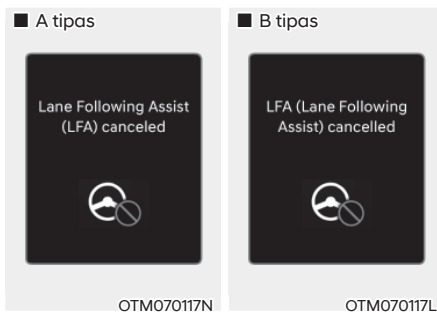 ■ A tipas
Lane Following Assist
(LFA) canceled
OTM070117N
■ B tipas
LFA (Lane Following
Assist) cancelled
OTM070117L